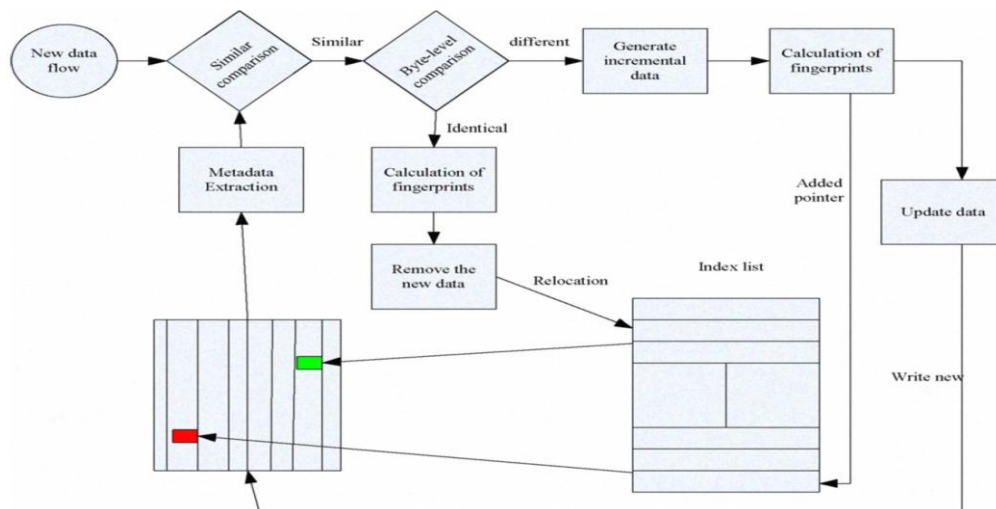 New data
flow
Similar
comparison
Similar
Byte-level
comparison
different
Generate
incremental
data
Calculation of
fingerprints
Identical
Metadata
Extraction
Calculation of
fingerprints
Added
pointer
Update data
Remove the
new data
Relocation
Index list
Write new